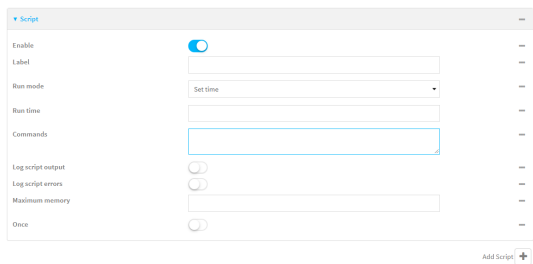 Script
Enable
Label
Run mode
Set time
Run time
Commands
Log script output
Log script errors
Maximum memory
Once
Add Script